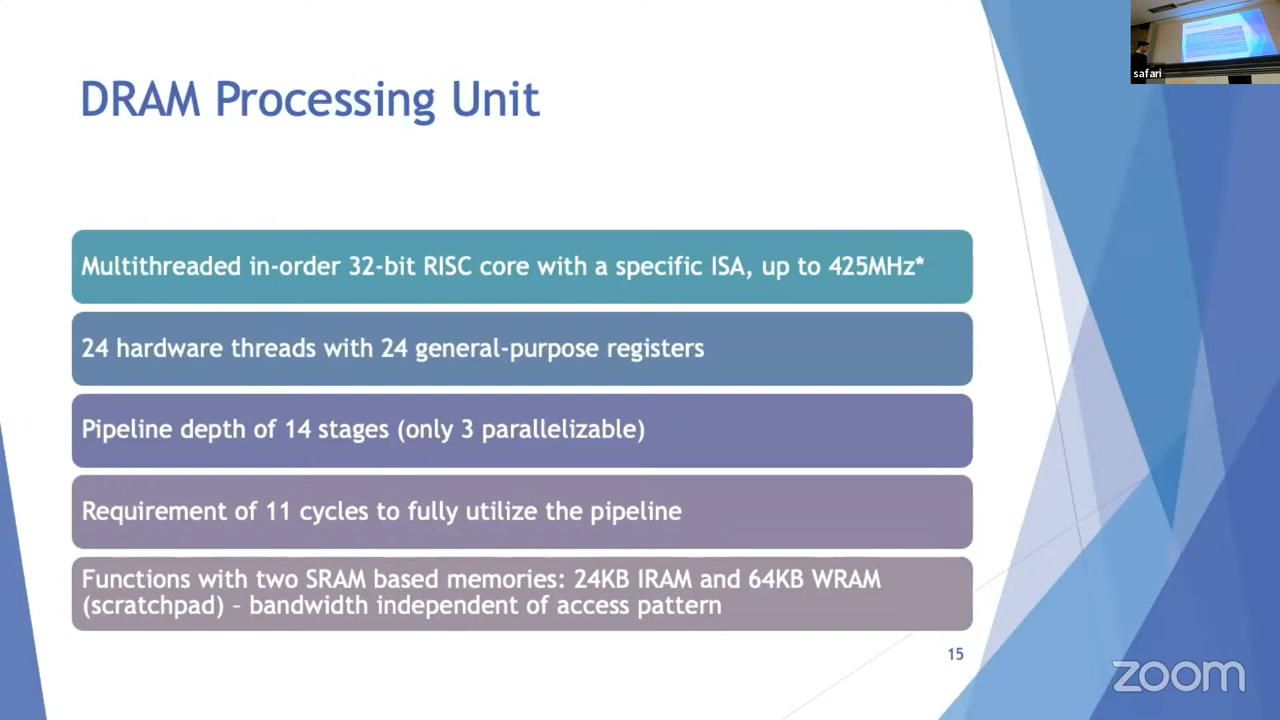 safari
DRAM Processing Unit
Multithreaded in-order 32-bit RISC core with a specific ISA, up to 425MHz*
24 hardware threads with 24 general-purpose registers
Pipeline depth of 14 stages (only 3 parallelizable)
Requirement of 11 cycles to fully utilize the pipeline
Functions with two SRAM based memories: 24KB IRAM and 64KB WRAM
(scratchpad) – bandwidth independent of access pattern
15
zoom